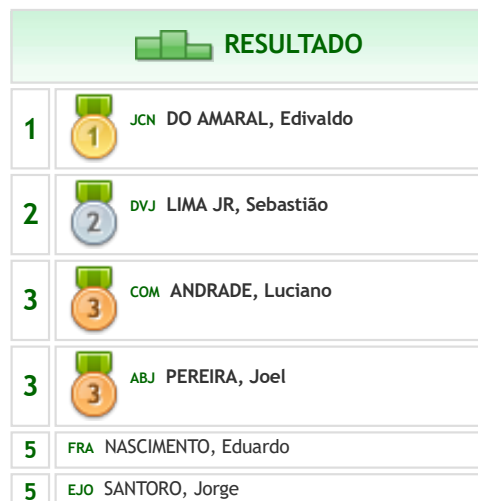 RESULTADO
1 1 JCN DO AMARAL, Edivaldo
2 2 DVJ LIMA JR, Sebastião
3 3 COM ANDRADE, Luciano
3 3 ABJ PEREIRA, Joel
5 FRA NASCIMENTO, Eduardo
5 EJO SANTORO, Jorge